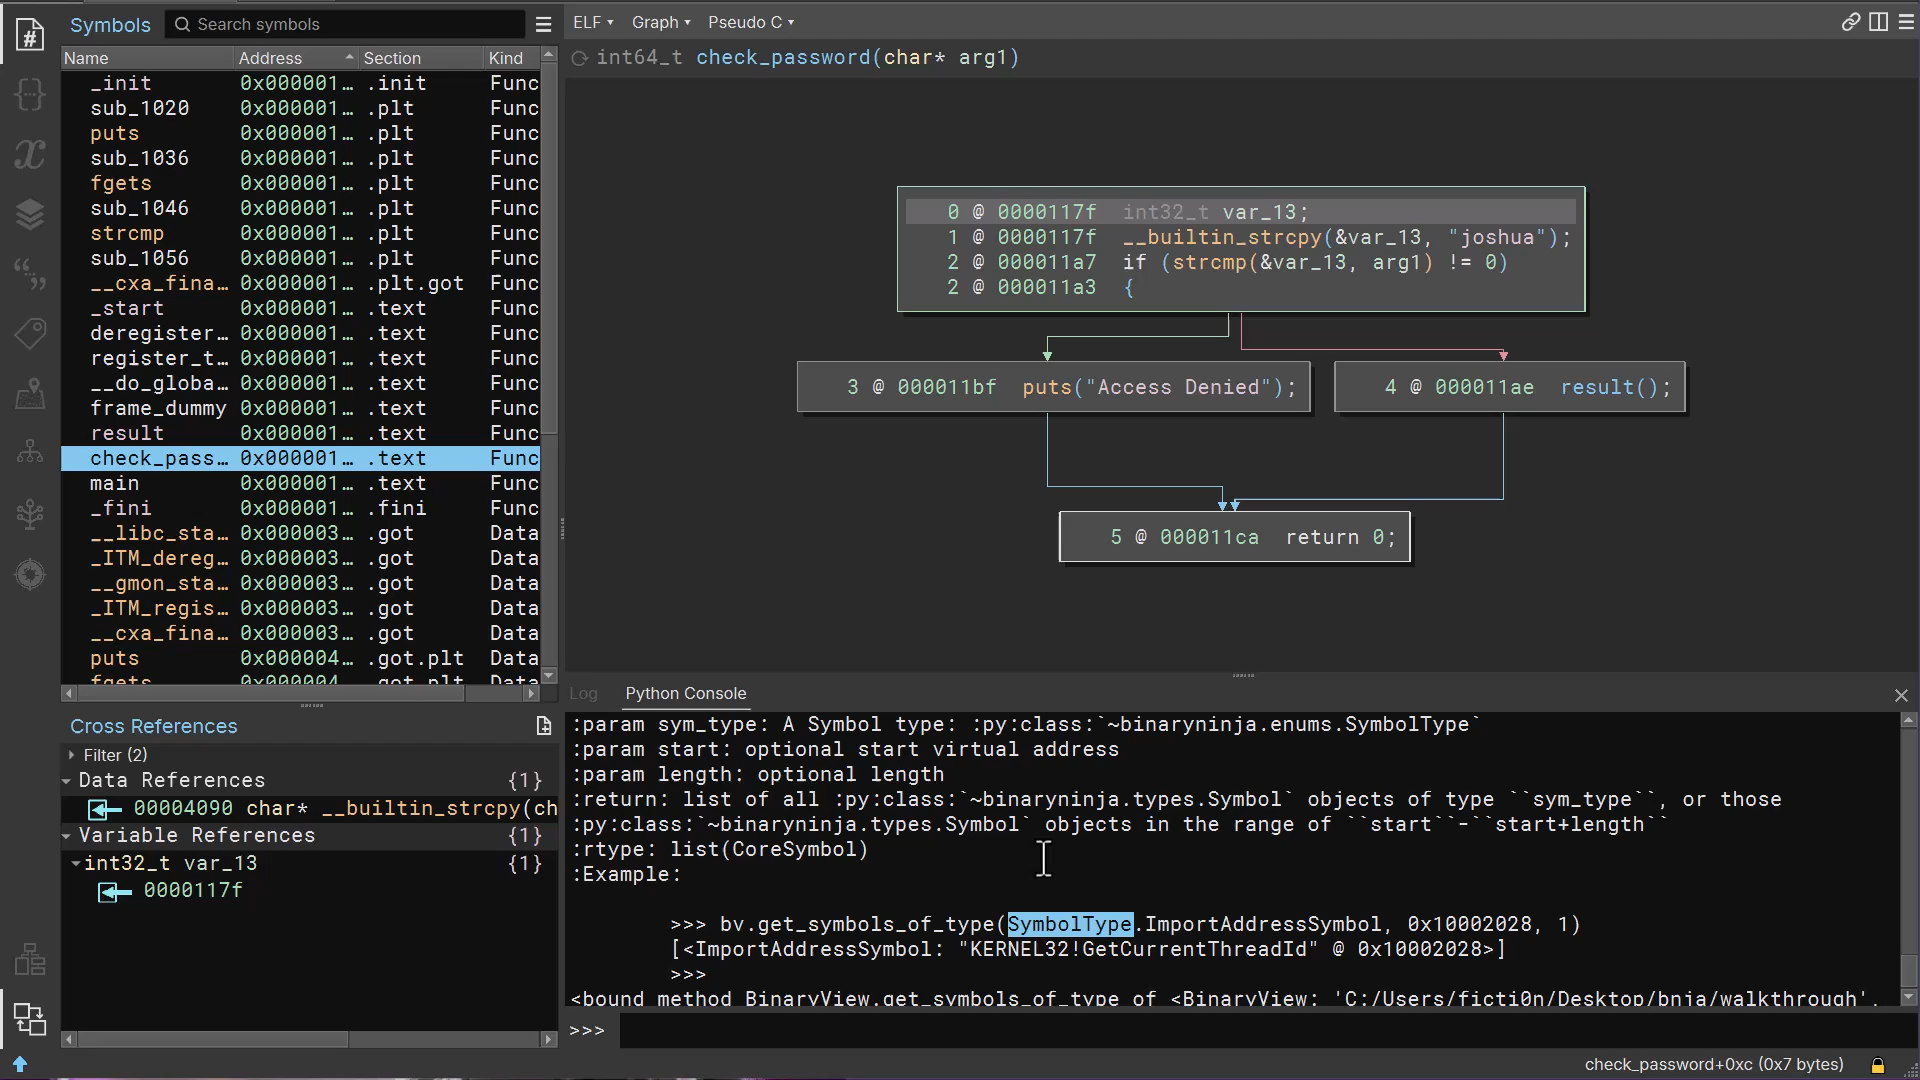 Symbols
Search symbols
Name Address Section Kind
_init 0x000001… .init Func
sub_1020 0x000001… .plt Func
puts 0x000001… .plt Func
sub_1036 0x000001… .plt Func
fgets 0x000001… .plt Func
sub_1046 0x000001… .plt Func
strcmp 0x000001… .plt Func
sub_1056 0x000001… .plt Func
__cxa_fina… 0x000001… .plt.got Func
_start 0x000001… .text Func
deregister… 0x000001… .text Func
register_t… 0x000001… .text Func
__do_globa… 0x000001… .text Func
frame_dummy 0x000001… .text Func
result 0x000001… .text Func
check_pass… 0x000001… .text Func
main 0x000001… .text Func
_fini 0x000001… .fini Func
__libc_sta… 0x000003… .got Data
_ITM_dereg… 0x000003… .got Data
__gmon_sta… 0x000003… .got Data
_ITM_regis… 0x000003… .got Data
__cxa_fina… 0x000003… .got Data
puts 0x000004… .got.plt Data
fgets 0x000004 .got.plt Data
Cross References
Filter (2)
Data References {1}
00004090 char* __builtin_strcpy(ch
Variable References {1}
int32_t var_13 {1}
0000117f
ELF Graph Pseudo C
int64_t check_password(char* arg1)
0 @ 0000117f int32_t var_13;
1 @ 0000117f __builtin_strcpy(&var_13, "joshua");
2 @ 000011a7 if (strcmp(&var_13, arg1) != 0)
2 @ 000011a3 {
3 @ 000011bf puts("Access Denied");
4 @ 000011ae result();
5 @ 000011ca return 0;
Log Python Console
:param sym_type: A Symbol type: :py:class:`~binaryninja.enums.SymbolType`
:param start: optional start virtual address
:param length: optional length
:return: list of all :py:class:`~binaryninja.types.Symbol` objects of type ``sym_type``, or those
:py:class:`~binaryninja.types.Symbol` objects in the range of ``start``-``start+length``
:rtype: list(CoreSymbol)
:Example:
>>> bv.get_symbols_of_type(SymbolType.ImportAddressSymbol, 0x10002028, 1)
[<ImportAddressSymbol: "KERNEL32!GetCurrentThreadId" @ 0x10002028>]
>>>
<bound method BinaryView.get_symbols_of_type of <BinaryView: 'C:/Users/ficti0n/Desktop/bnja/walkthrough',
>>>
check_password+0xc (0x7 bytes)